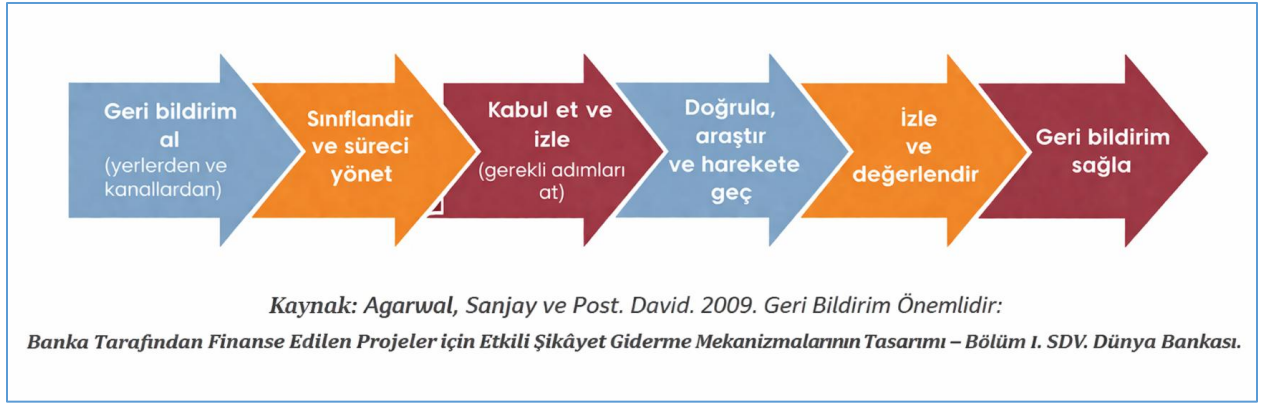 Geri bildirim
al
(yerlerden ve
kanallardan)
Sınıflandir
ve süreci
yönet
Kabul et ve
izle
(gerekli adımları
at)
Doğrula,
araştır
ve harekete
geç
İzle
ve
değerlendir
Geri bildirim
sağla
Kaynak: Agarwal, Sanjay ve Post. David. 2009. Geri Bildirim Önemlidir:
Banka Tarafından Finanse Edilen Projeler için Etkili Şikâyet Giderme Mekanizmalarının Tasarımı – Bölüm I. SDV. Dünya Bankası.